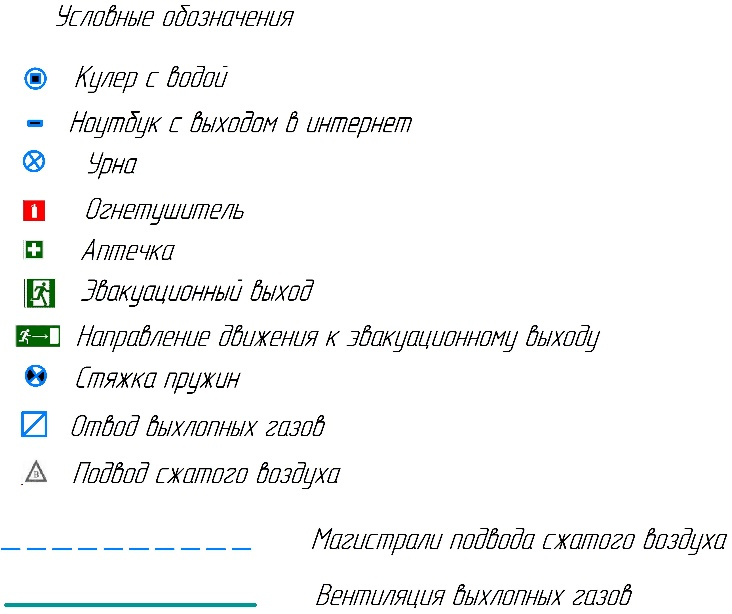 Условные обозначения
Кулер с водой
Ноутбук с выходом в интернет
Урна
Огнетушитель
Аптечка
Эвакуационный выход
Направление движения к эвакуационному выходу
Стяжка пружин
Отвод выхлопных газов
В Подвод сжатого воздуха
Магистрали подвода сжатого воздуха
Вентиляция выхлопных газов